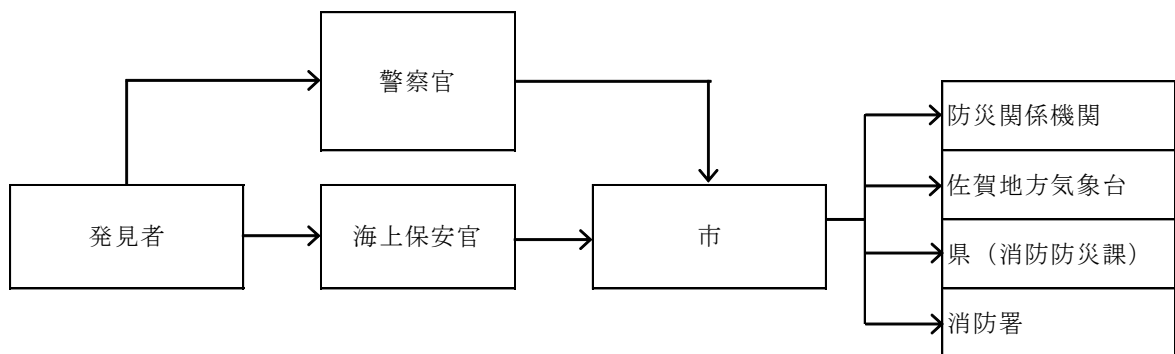 警察官
発見者
海上保安官
市
防災関係機関
佐賀地方気象台
県（消防防災課）
消防署